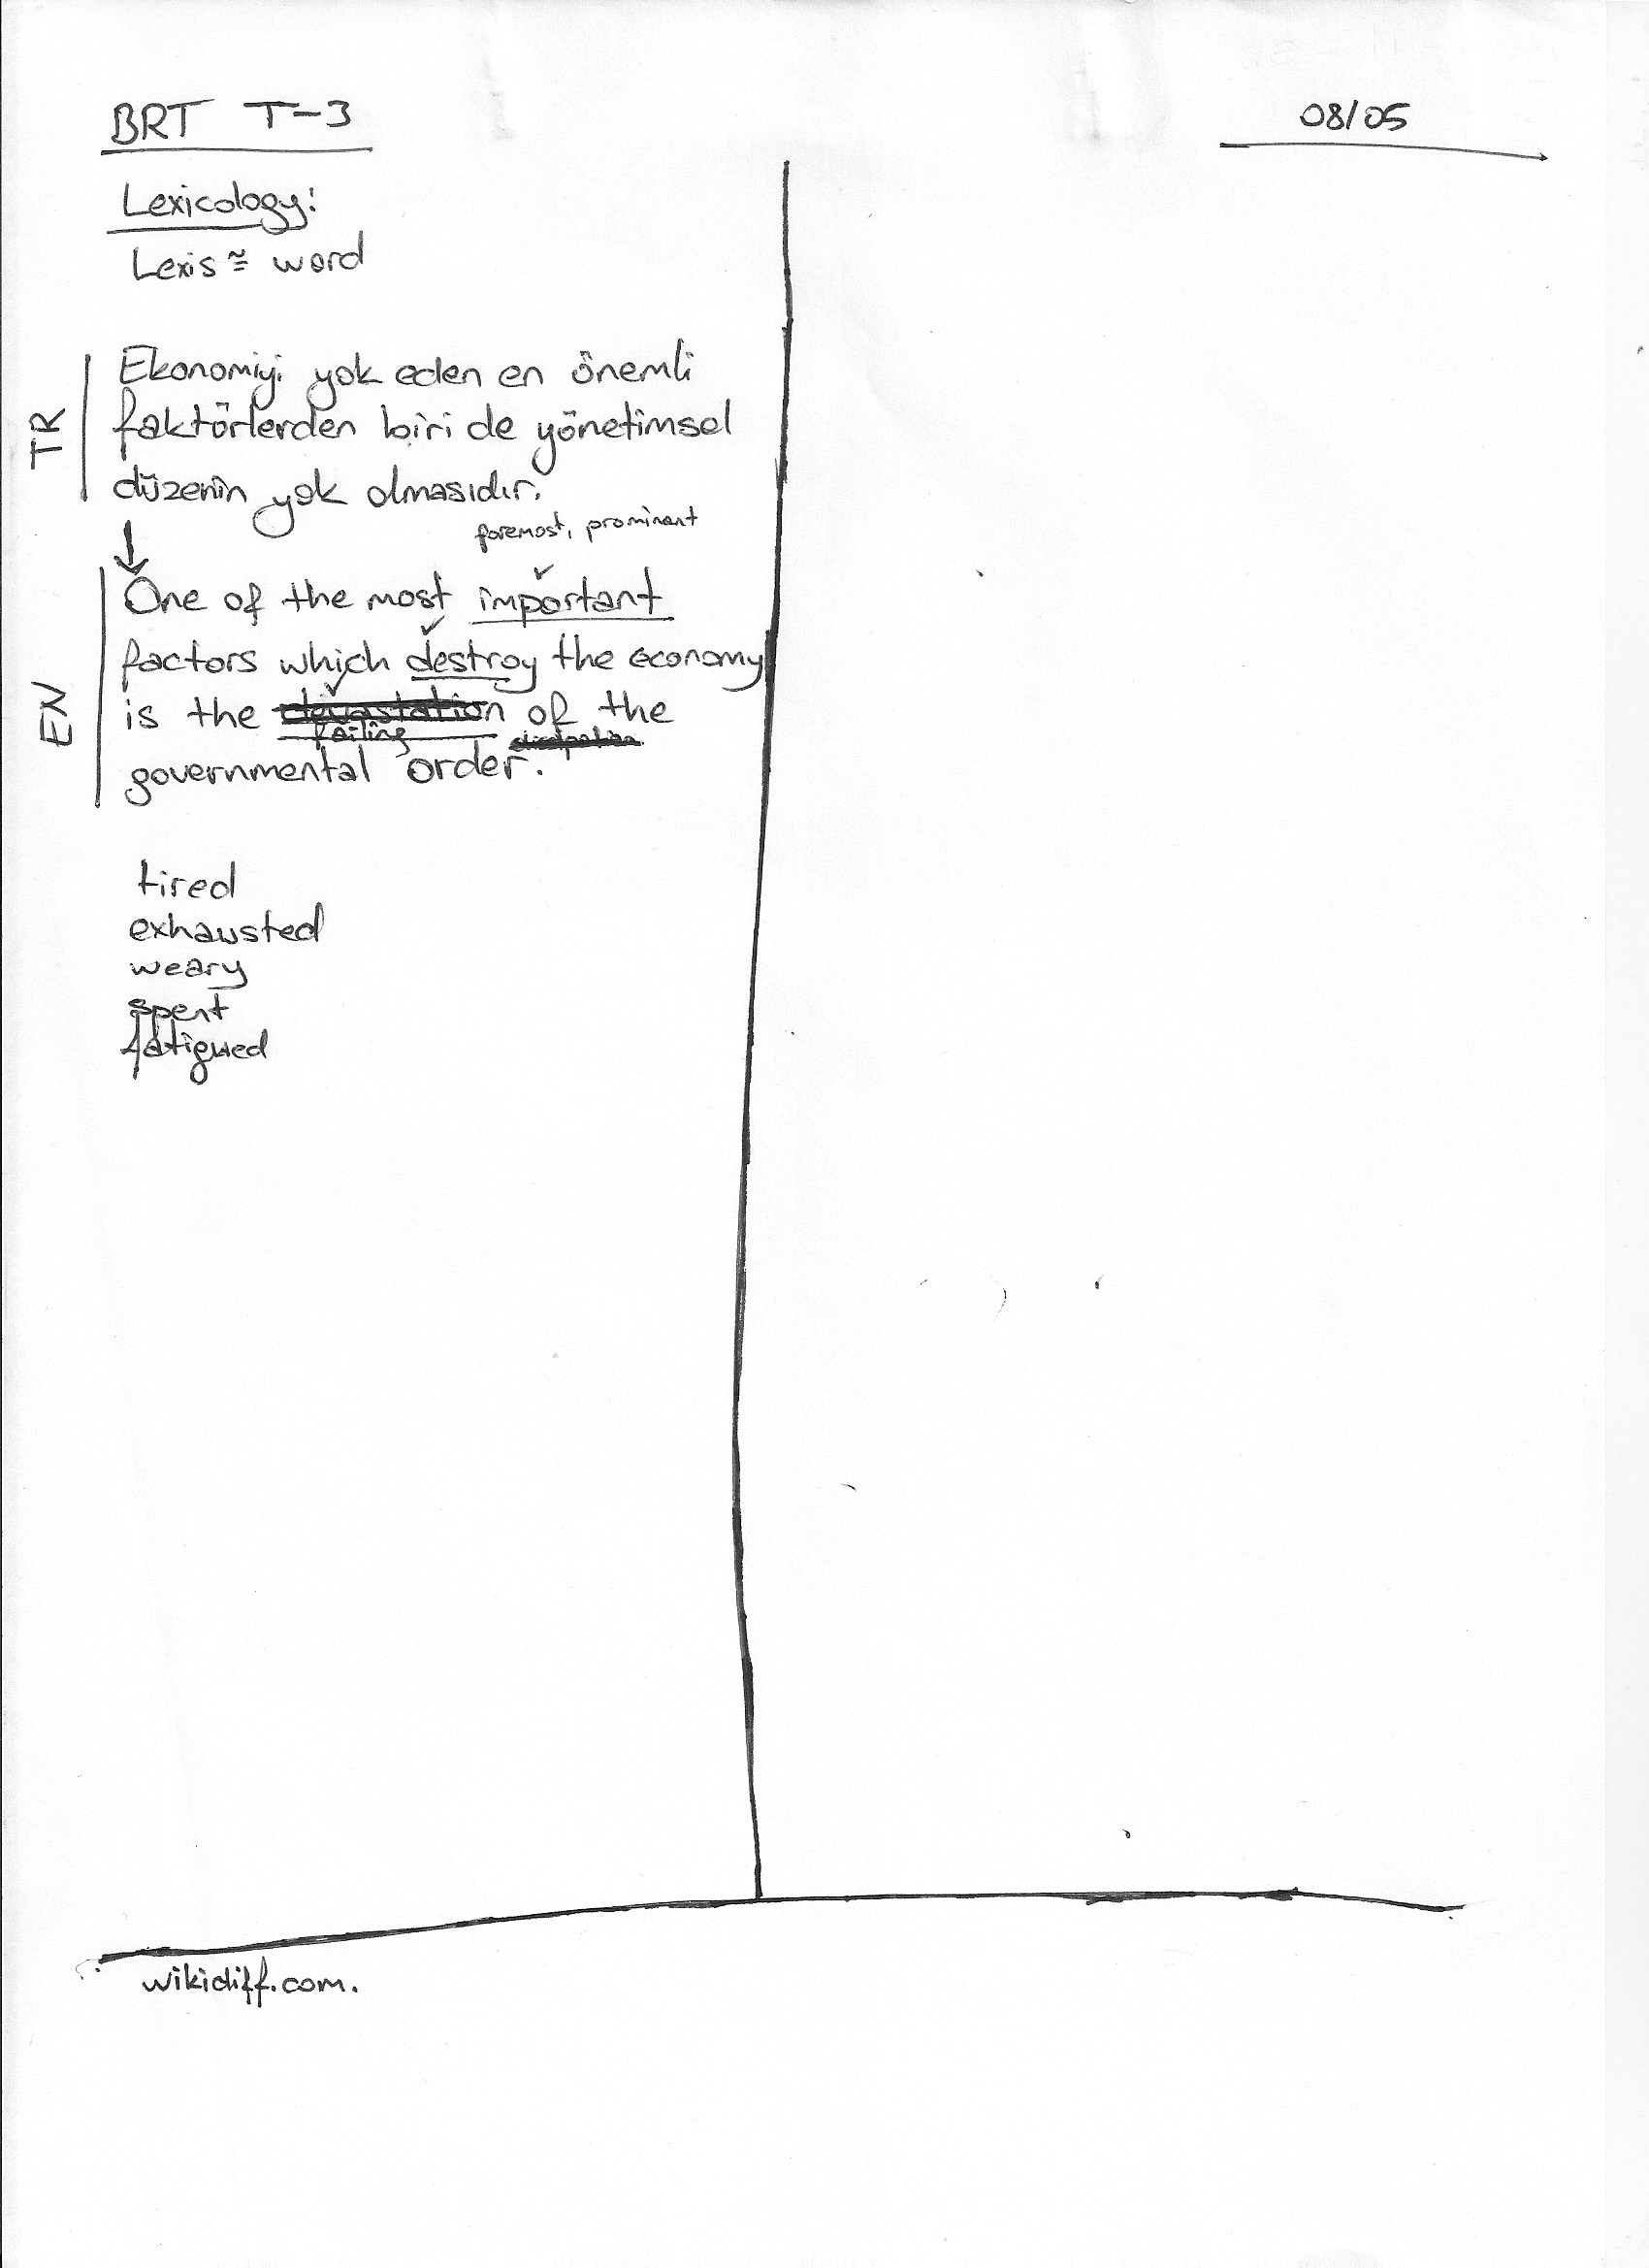 BRT T-3
08/05
Lexicology:
Lexis ≅ word
TR
Ekonomiyi yok eden en önemli
faktörlerden biri de yönetimsel
düzenin yok olmasıdır.
foremost, prominent
EN
One of the most important
factors which destroy the economy
is the devastation of the
failing
governmental order.
tired
exhausted
weary
spent
fatigued
wikidiff.com.